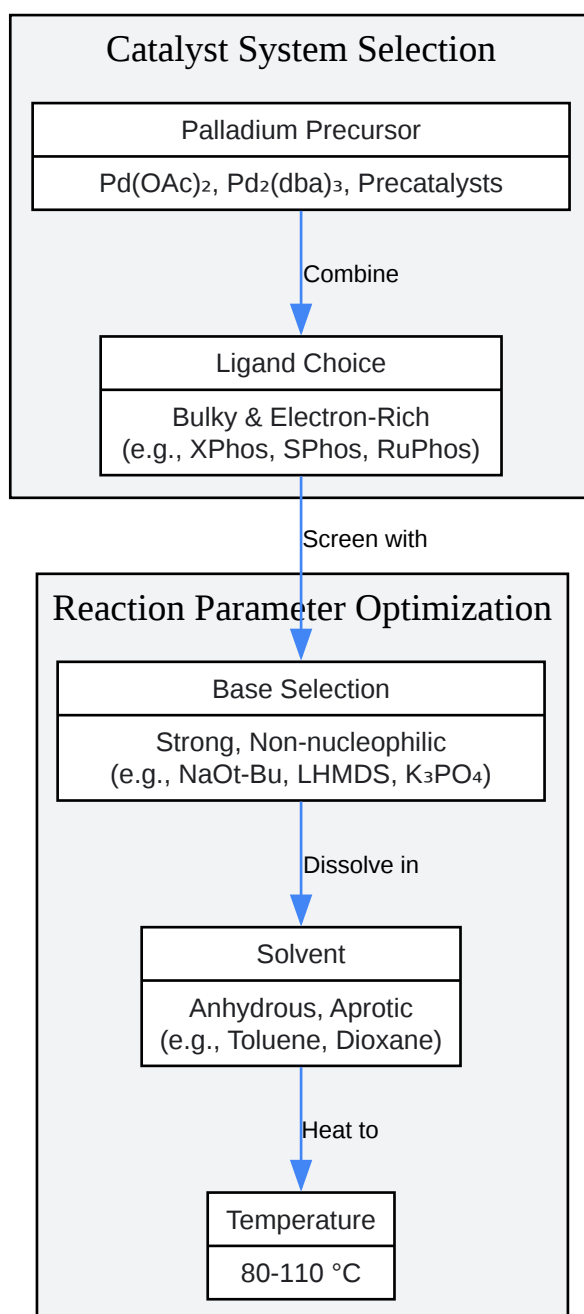 Catalyst System Selection
Palladium Precursor
Pd(OAc)₂, Pd₂(dba)₃, Precatalysts
Combine
Ligand Choice
Bulky & Electron-Rich
(e.g., XPhos, SPhos, RuPhos)
Screen with
Reaction Parameter Optimization
Base Selection
Strong, Non-nucleophilic
(e.g., NaOt-Bu, LHMDS, K₃PO₄)
Dissolve in
Solvent
Anhydrous, Aprotic
(e.g., Toluene, Dioxane)
Heat to
Temperature
80-110 °C